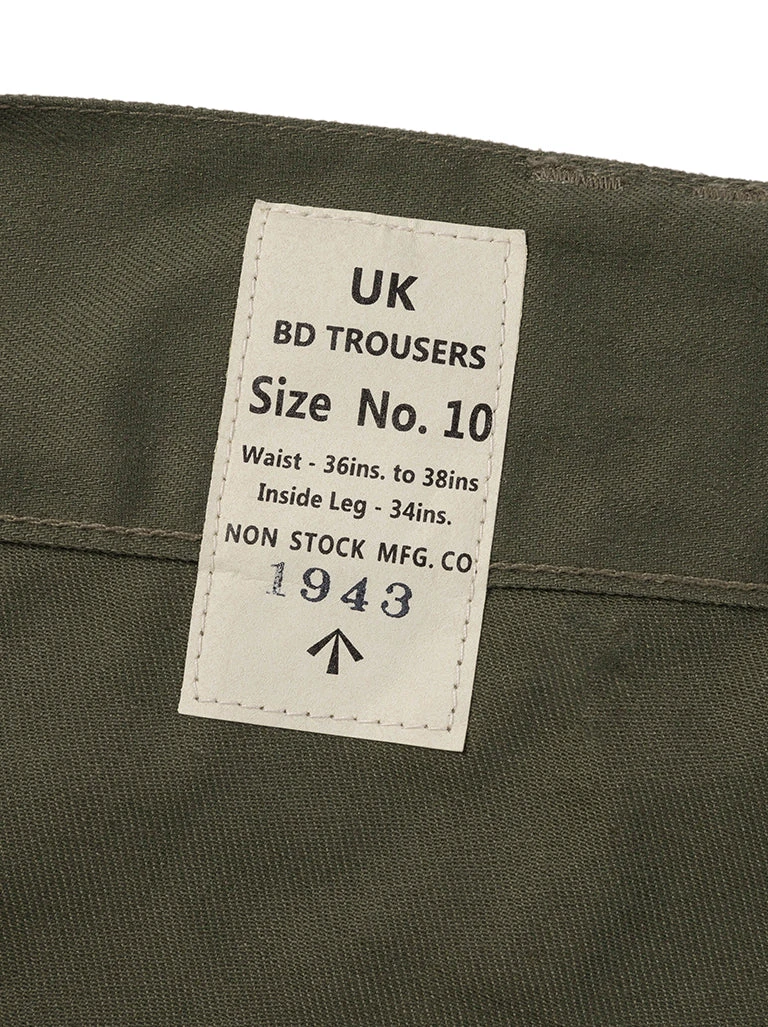 UK
BD TROUSERS
Size No. 10
Waist - 36ins. to 38ins
Inside Leg - 34ins.
NON STOCK MFG. CO
1943